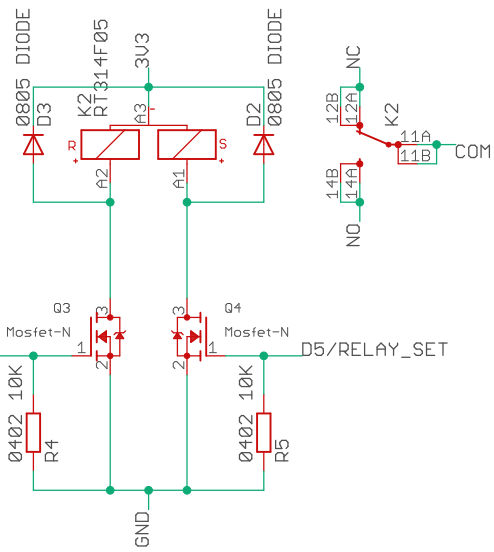 DIODE
0805
D3
K2
RT314F05
3V3
DIODE
0805
D2
A3
R
S
A2
A1
NC
12B
12A
K2
11A
11B
COM
14B
14A
NO
Q3
Mosfet-N
3
1
2
Q4
Mosfet-N
3
1
2
D5/RELAY_SET
10K
0402
R4
10K
0402
R5
GND